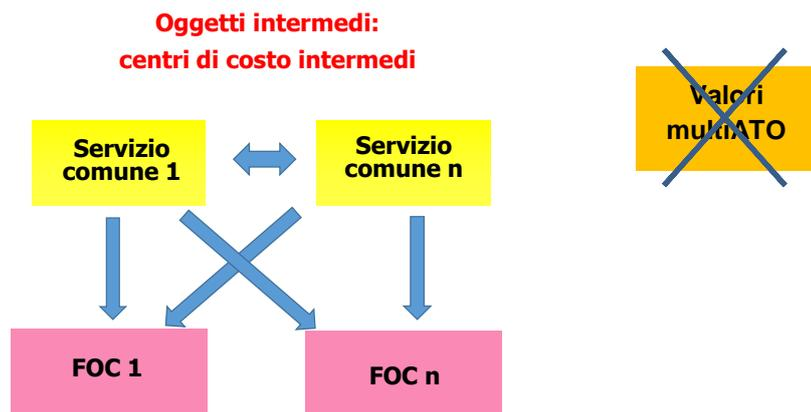 Oggetti intermedi:
centri di costo intermedi
Valori
multiATO
Servizio
comune 1
Servizio
comune n
FOC 1
FOC n